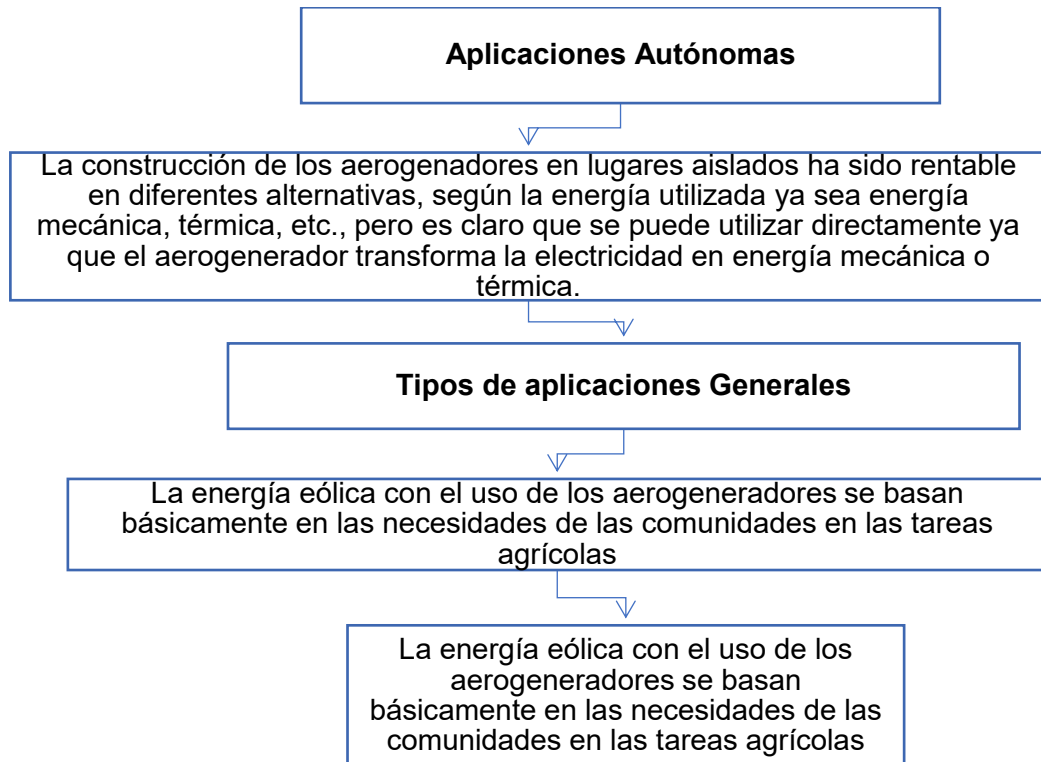 Aplicaciones Autónomas
La construcción de los aerogenadores en lugares aislados ha sido rentable
en diferentes alternativas, según la energía utilizada ya sea energía
mecánica, térmica, etc., pero es claro que se puede utilizar directamente ya
que el aerogenerador transforma la electricidad en energía mecánica o
térmica.
Tipos de aplicaciones Generales
La energía eólica con el uso de los aerogeneradores se basan
básicamente en las necesidades de las comunidades en las tareas
agrícolas
La energía eólica con el uso de los
aerogeneradores se basan
básicamente en las necesidades de las
comunidades en las tareas agrícolas